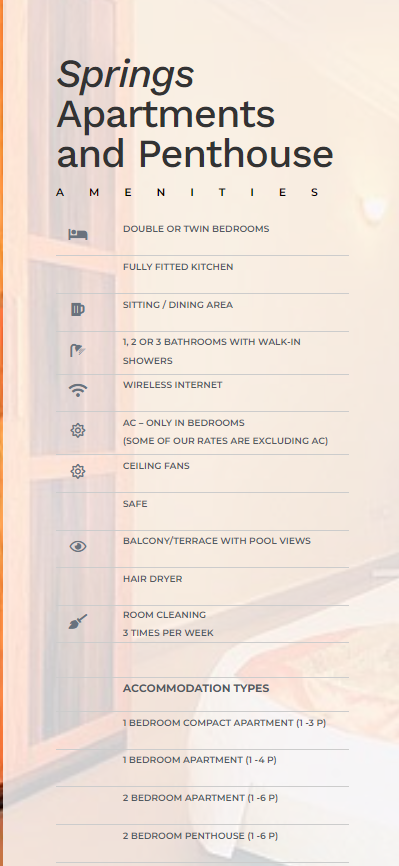 Springs
Apartments
and Penthouse
AMENITIES
DOUBLE OR TWIN BEDROOMS
FULLY FITTED KITCHEN
SITTING / DINING AREA
1, 2 OR 3 BATHROOMS WITH WALK-IN
SHOWERS
WIRELESS INTERNET
AC – ONLY IN BEDROOMS
(SOME OF OUR RATES ARE EXCLUDING AC)
CEILING FANS
SAFE
BALCONY/TERRACE WITH POOL VIEWS
HAIR DRYER
ROOM CLEANING
3 TIMES PER WEEK
ACCOMMODATION TYPES
1 BEDROOM COMPACT APARTMENT (1 -3 P)
1 BEDROOM APARTMENT (1 -4 P)
2 BEDROOM APARTMENT (1 -6 P)
2 BEDROOM PENTHOUSE (1 -6 P)